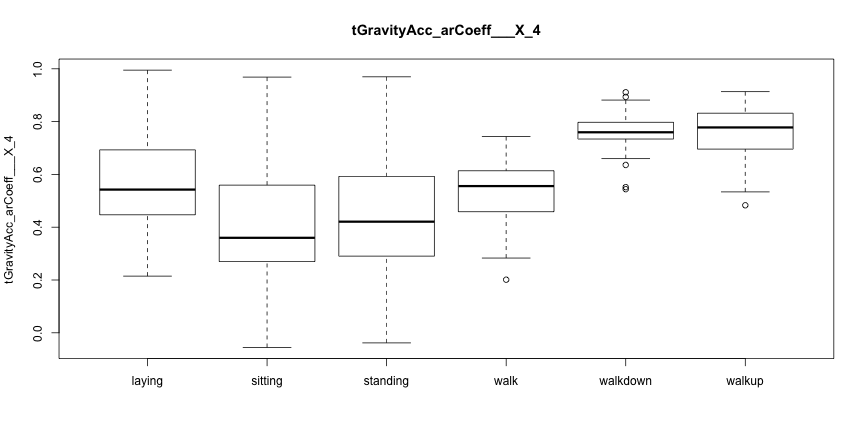 tGravityAcc_arCoeff___X_4
tGravityAcc_arCoeff___X_4
1.0
0.8
0.6
0.4
0.2
0.0
laying sitting standing walk walkdown walkup